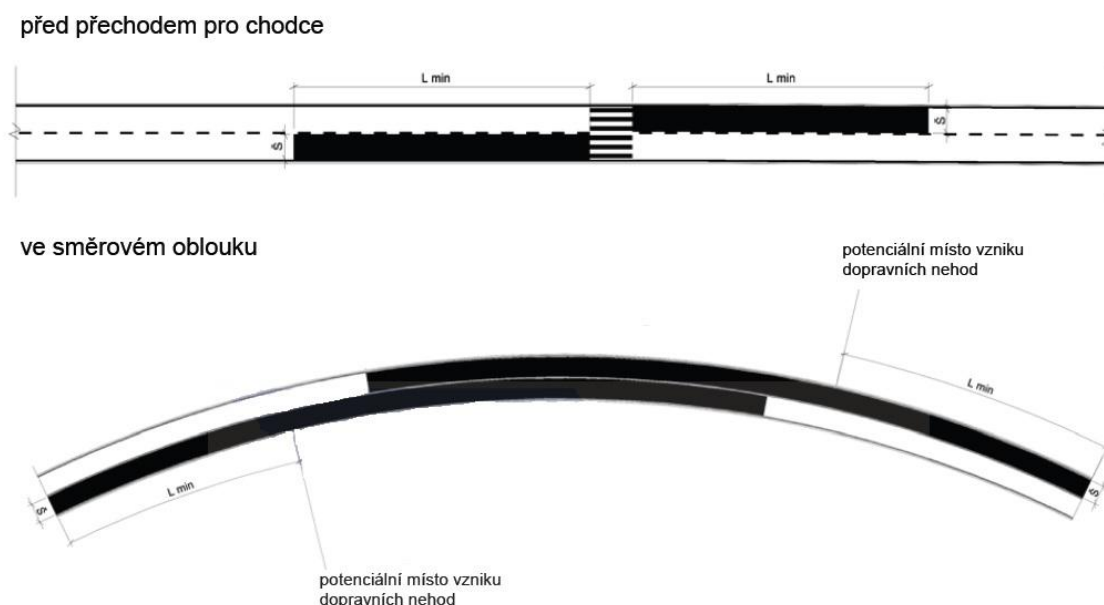 před přechodem pro chodce
L min
L min
Š
Š
ve směrovém oblouku
potenciální místo vzniku
dopravních nehod
L min
L min
Š
Š
potenciální místo vzniku
dopravních nehod